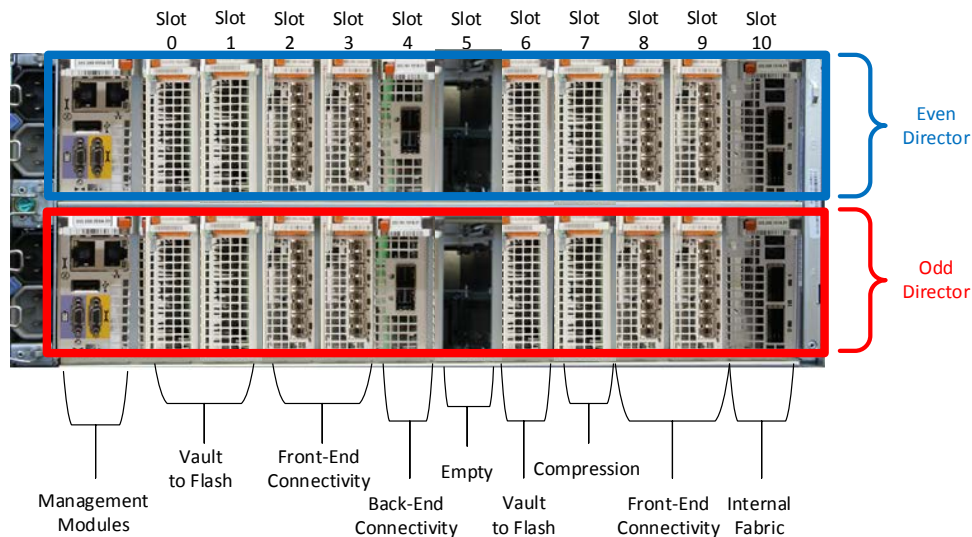 Slot Slot Slot Slot Slot Slot Slot Slot Slot Slot Slot
0 1 2 3 4 5 6 7 8 9 10
Even
Director
Odd
Director
Vault
to Flash
Front-End
Connectivity
Empty
Compression
Management
Modules
Back-End
Connectivity
Vault
to Flash
Front-End
Connectivity
Internal
Fabric